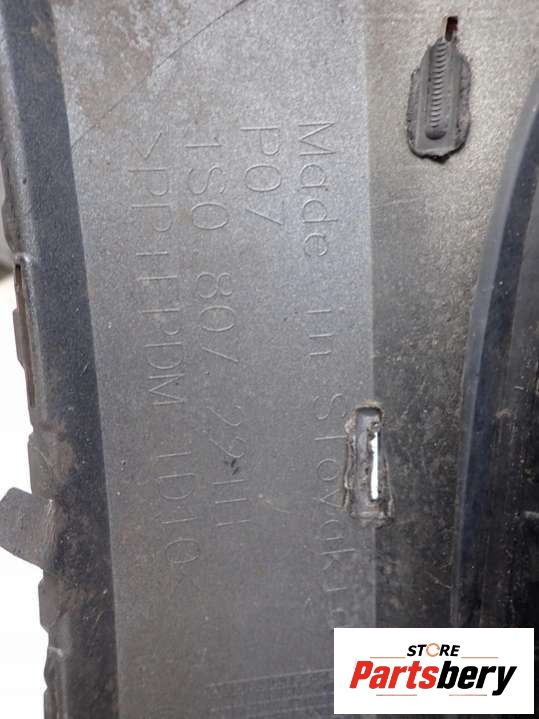 Made in Slovakia
P07
1S0 807 221 H
>PP+EPDM TD10<
STORE
Partsbery